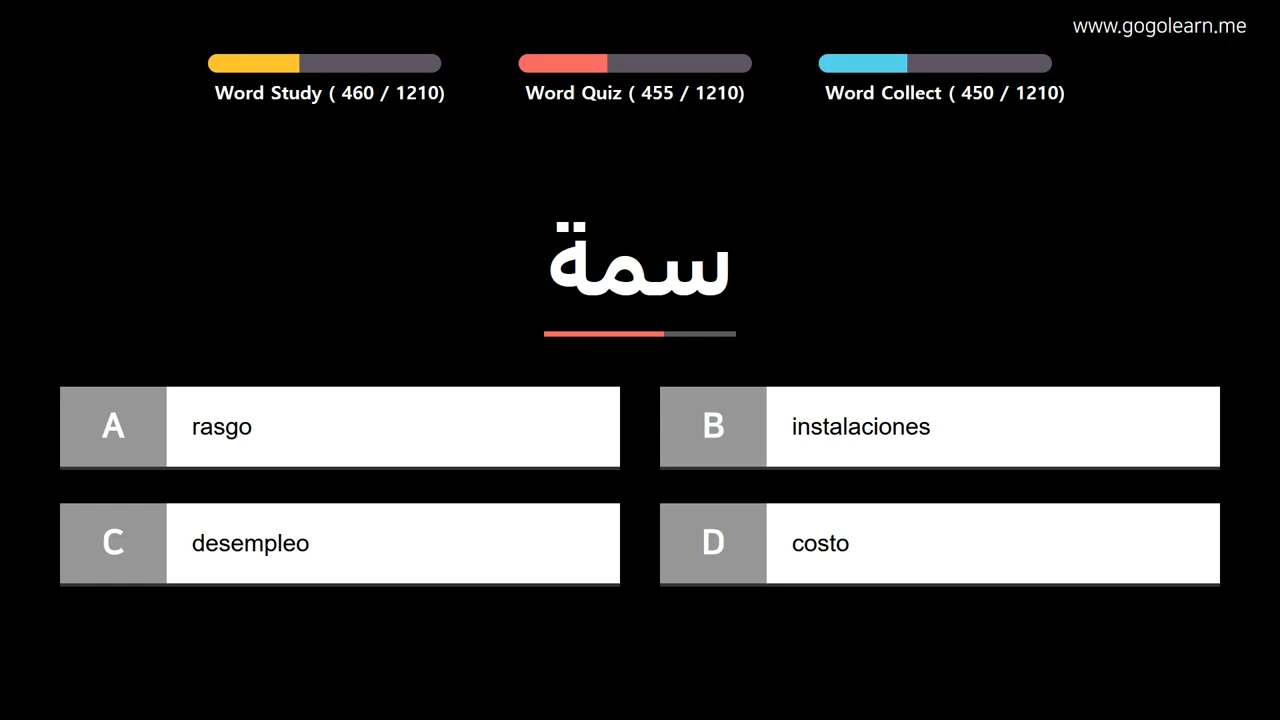 www.gogolearn.me
Word Study ( 460 / 1210)
Word Quiz ( 455 / 1210)
Word Collect ( 450 / 1210)
سمة
A rasgo
B instalaciones
C desempleo
D costo